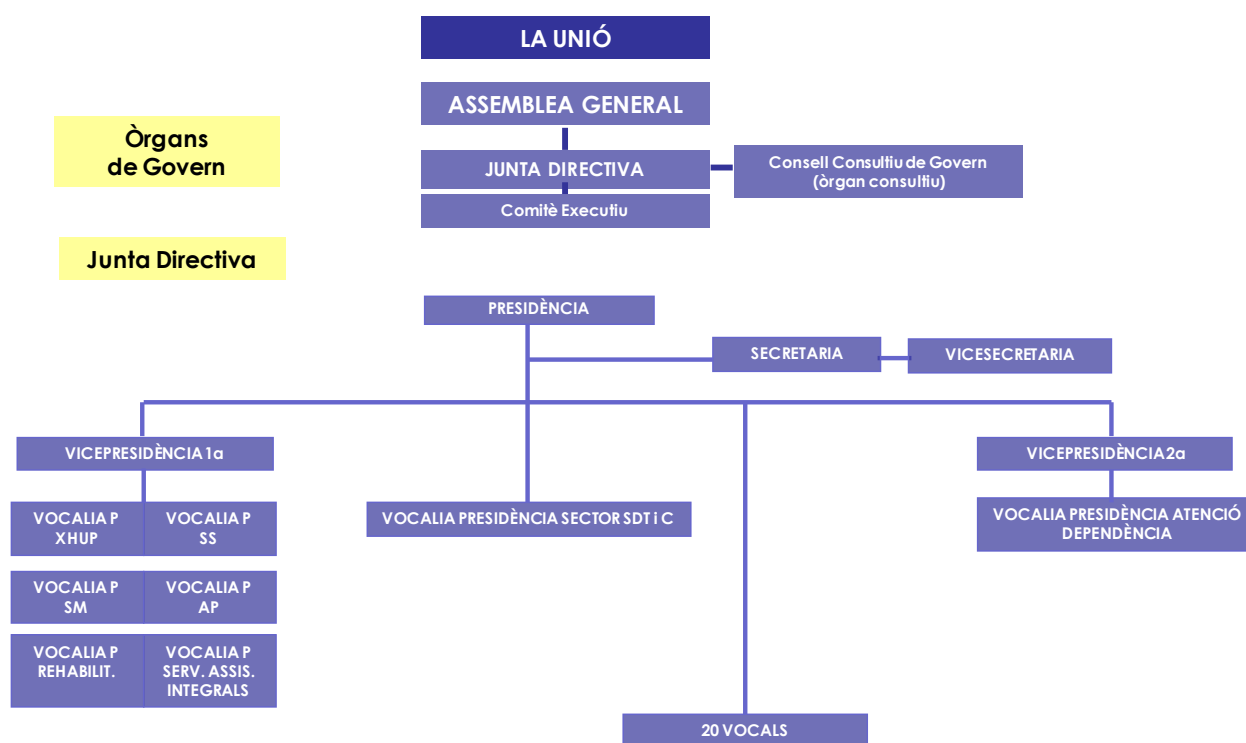 LA UNIÓ
ASSEMBLEA GENERAL
Òrgans
de Govern
JUNTA DIRECTIVA
Consell Consultiu de Govern
(òrgan consultiu)
Comitè Executiu
Junta Directiva
PRESIDÈNCIA
SECRETARIA
VICESECRETARIA
VICEPRESIDÈNCIA 1a
VICEPRESIDÈNCIA 2a
VOCALIA P
XHUP
VOCALIA P
SS
VOCALIA PRESIDÈNCIA SECTOR SDT i C
VOCALIA PRESIDÈNCIA ATENCIÓ
DEPENDÈNCIA
VOCALIA P
SM
VOCALIA P
AP
VOCALIA P
REHABILIT.
VOCALIA P
SERV. ASSIS.
INTEGRALS
20 VOCALS